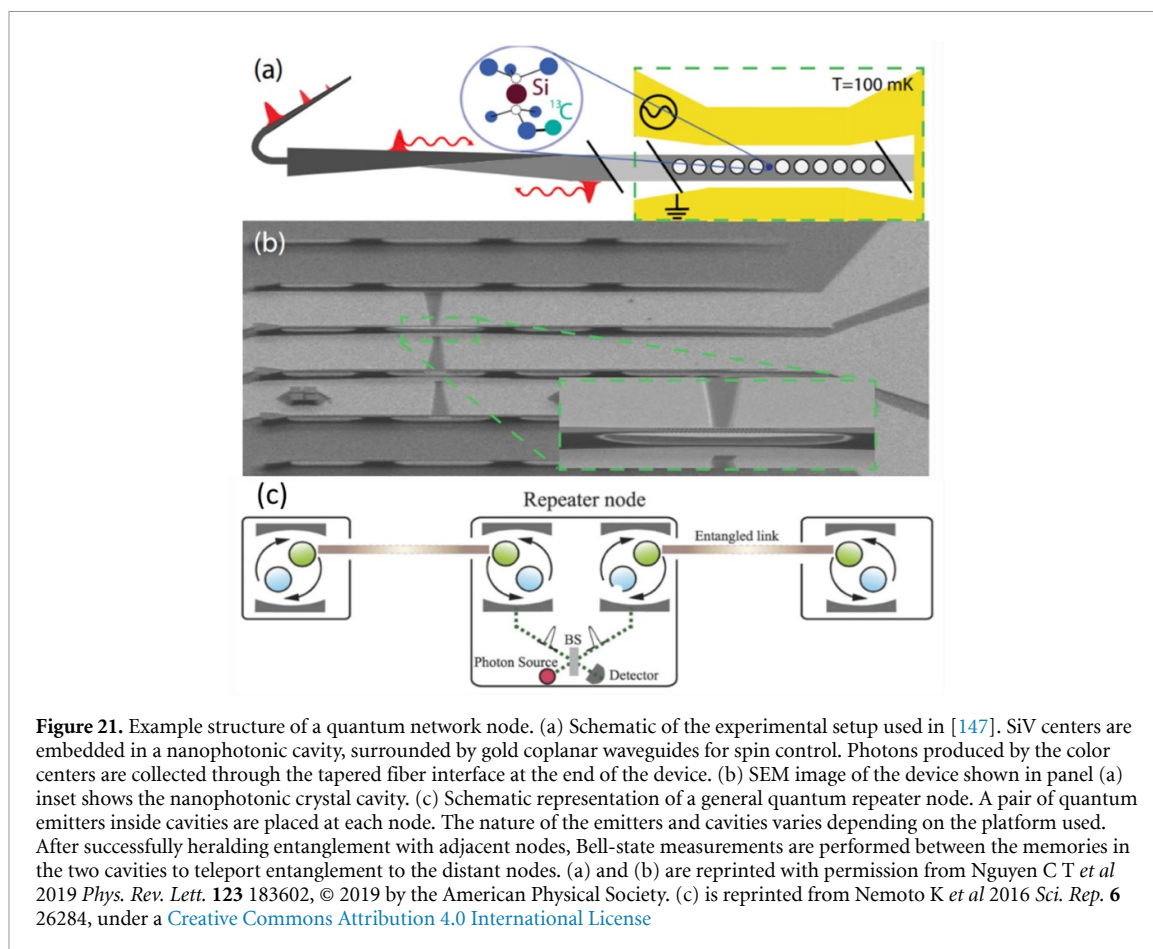 (a)
Si
¹³C
T=100 mK
(b)
(c)
Repeater node
Entangled link
BS
Photon Source
Detector
Figure 21. Example structure of a quantum network node. (a) Schematic of the experimental setup used in [147]. SiV centers are
embedded in a nanophotonic cavity, surrounded by gold coplanar waveguides for spin control. Photons produced by the color
centers are collected through the tapered fiber interface at the end of the device. (b) SEM image of the device shown in panel (a)
inset shows the nanophotonic crystal cavity. (c) Schematic representation of a general quantum repeater node. A pair of quantum
emitters inside cavities are placed at each node. The nature of the emitters and cavities varies depending on the platform used.
After successfully heralding entanglement with adjacent nodes, Bell-state measurements are performed between the memories in
the two cavities to teleport entanglement to the distant nodes. (a) and (b) are reprinted with permission from Nguyen C T et al
2019 Phys. Rev. Lett. 123 183602, © 2019 by the American Physical Society. (c) is reprinted from Nemoto K et al 2016 Sci. Rep. 6
26284, under a Creative Commons Attribution 4.0 International License